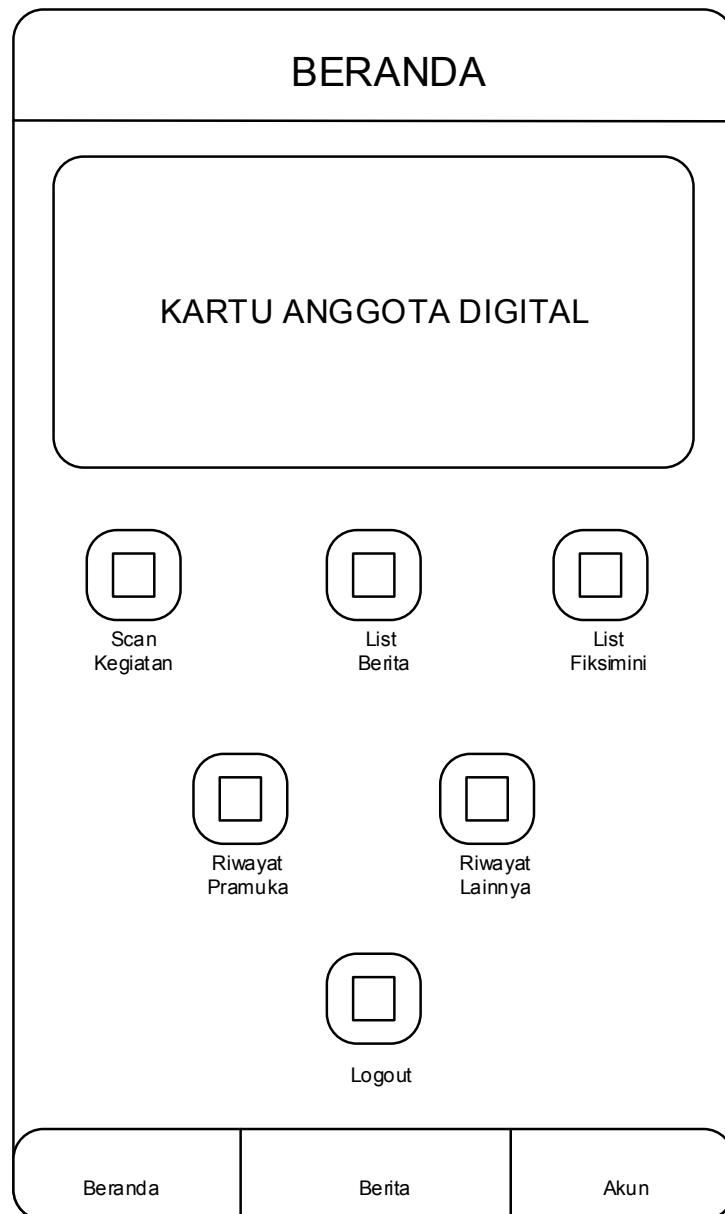 BERANDA
KARTU ANGGOTA DIGITAL
Scan
Kegiatan
List
Berita
List
Fiksimini
Riwayat
Pramuka
Riwayat
Lainnya
Logout
Beranda
Berita
Akun